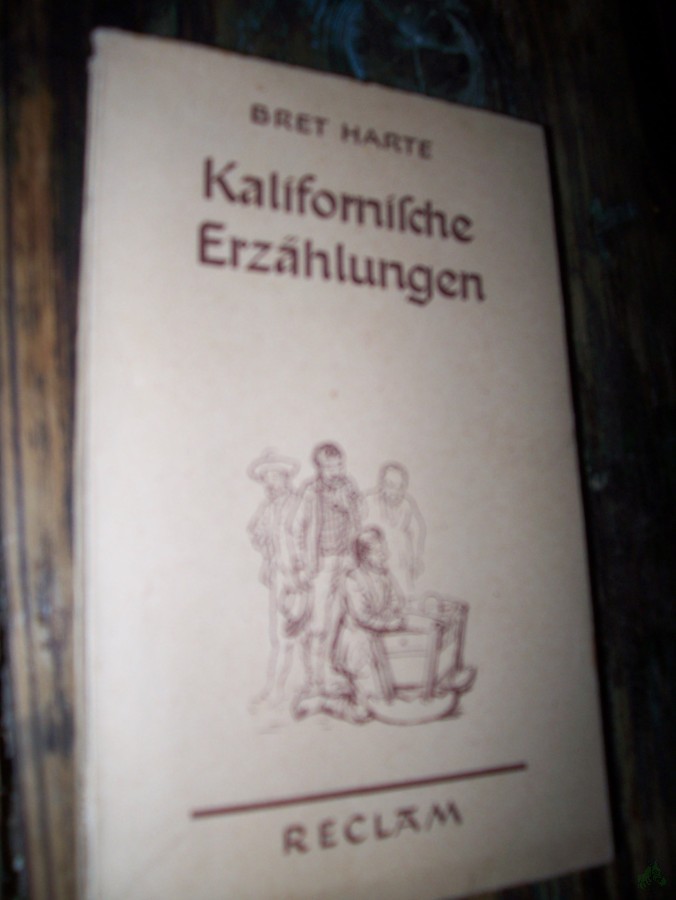 BRET HARTE
Kaliforniſche
Erzählungen
RECLAM